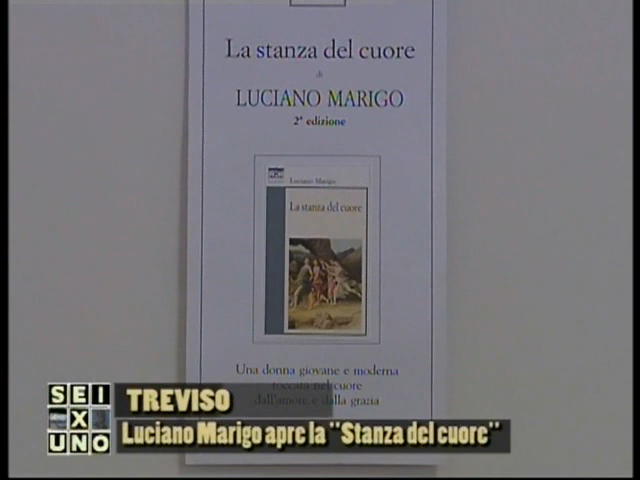 La stanza del cuore
di
LUCIANO MARIGO
2ª edizione
Luciano Marigo
La stanza del cuore
Una donna giovane e moderna
toccata nel cuore
dall'amore e dalla grazia
SEI
X
UNO
TREVISO
Luciano Marigo apre la "Stanza del cuore"